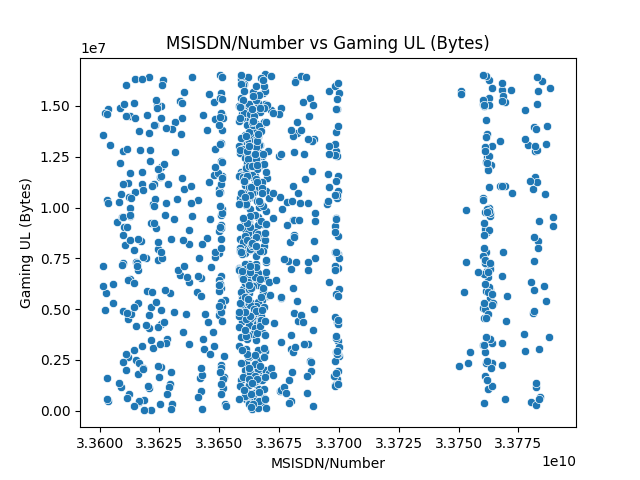 MSISDN/Number vs Gaming UL (Bytes)
1e7
Gaming UL (Bytes)
1.50
1.25
1.00
0.75
0.50
0.25
0.00
3.3600 3.3625 3.3650 3.3675 3.3700 3.3725 3.3750 3.3775
1e10
MSISDN/Number